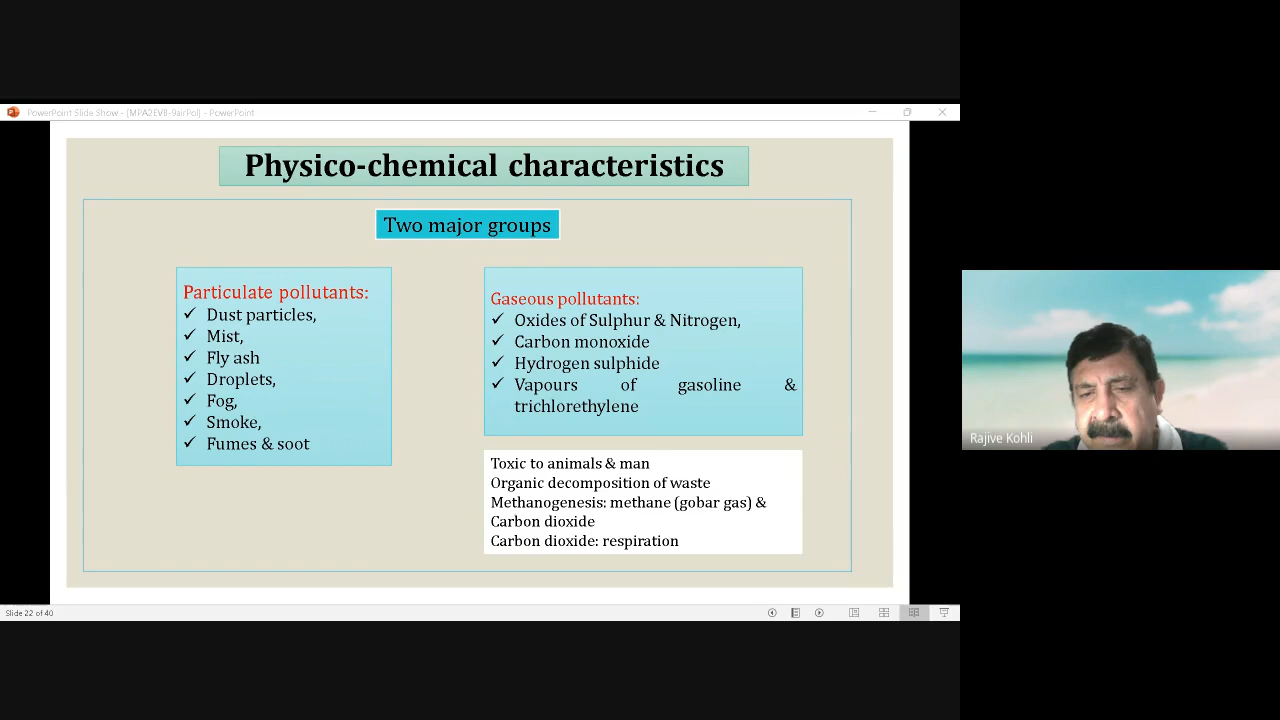 PowerPoint Slide Show - [MPA2EVB-9airPol] - PowerPoint
Physico-chemical characteristics
Two major groups
Particulate pollutants:
✓ Dust particles,
✓ Mist,
✓ Fly ash
✓ Droplets,
✓ Fog,
✓ Smoke,
✓ Fumes & soot
Gaseous pollutants:
✓ Oxides of Sulphur & Nitrogen,
✓ Carbon monoxide
✓ Hydrogen sulphide
✓ Vapours of gasoline &
trichlorethylene
Toxic to animals & man
Organic decomposition of waste
Methanogenesis: methane (gobar gas) &
Carbon dioxide
Carbon dioxide: respiration
Rajive Kohli
Slide 22 of 40